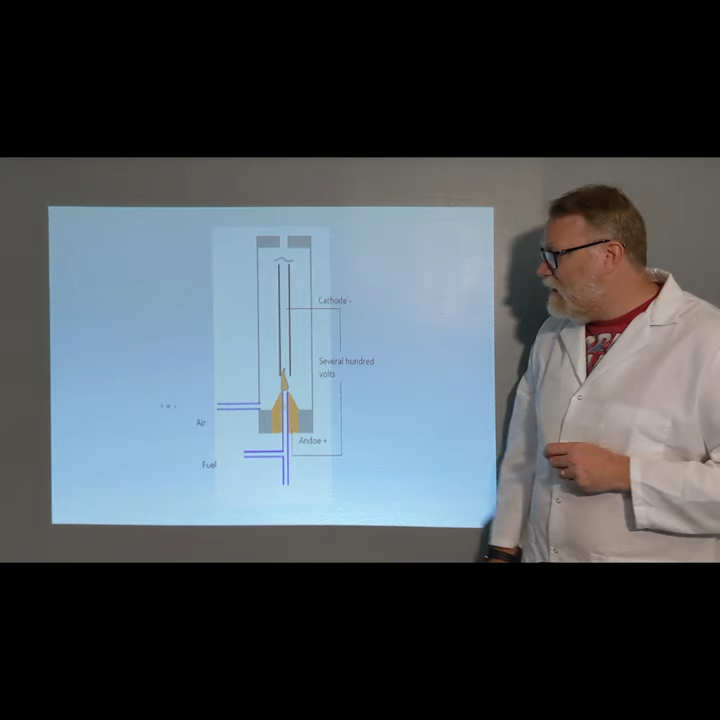 Cathode -
Several hundred
volts
Air
Andoe +
Fuel